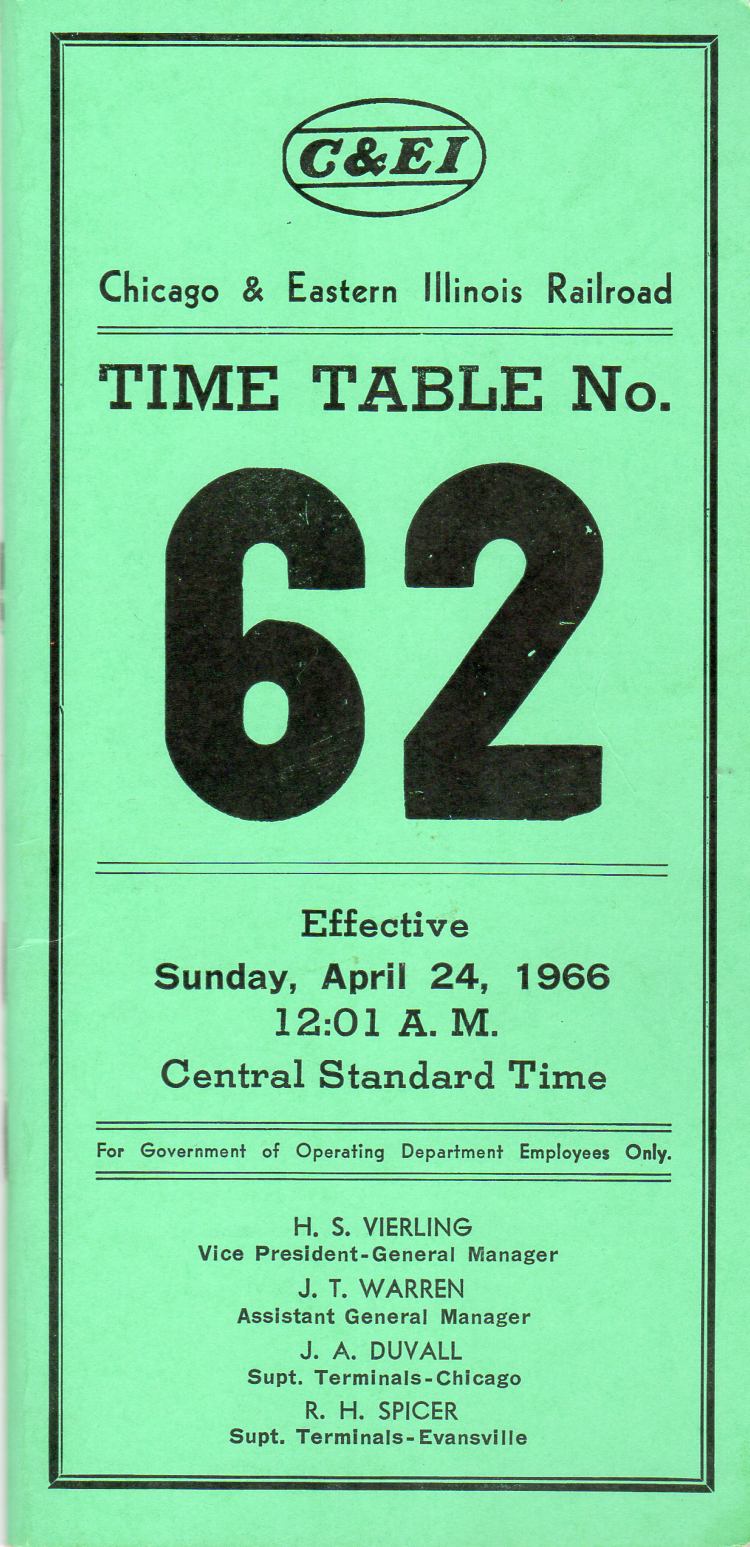 C&EI
Chicago & Eastern Illinois Railroad
TIME TABLE No.
62
Effective
Sunday, April 24, 1966
12:01 A. M.
Central Standard Time
For Government of Operating Department Employees Only.
H. S. VIERLING
Vice President-General Manager
J. T. WARREN
Assistant General Manager
J. A. DUVALL
Supt. Terminals-Chicago
R. H. SPICER
Supt. Terminals-Evansville